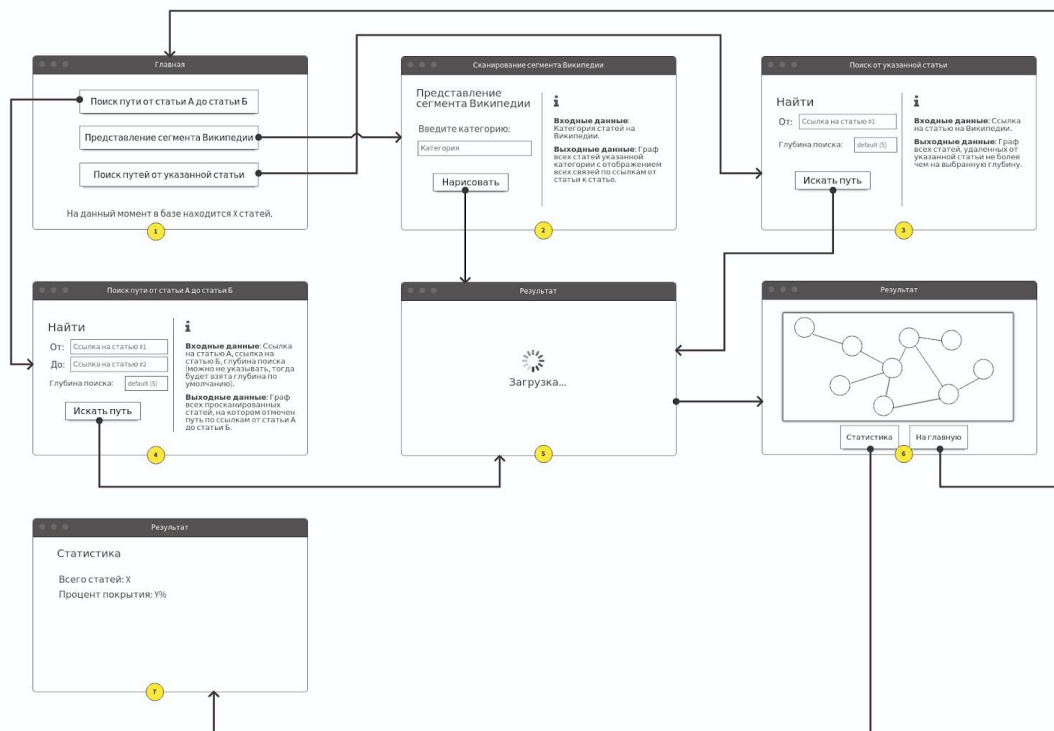 Главная
Поиск пути от статьи А до статьи Б
Представление сегмента Википедии
Поиск путей от указанной статьи
На данный момент в базе находится X статей.
1
Сканирование сегмента Википедии
Представление
сегмента Википедии
Введите категорию:
Категория
Нарисовать
i
Входные данные:
Категория статей на
Википедии.
Выходные данные: Граф
всех статей указанной
категории с отображением
всех связей по ссылкам от
статьи к статье.
2
Поиск от указанной статьи
Найти
От: Ссылка на статью #1
Глубина поиска: default (5)
Искать путь
i
Входные данные: Ссылка
на статью на Википедии.
Выходные данные: Граф
всех статей, удаленных от
указанной статьи не более
чем на выбранную глубину.
3
Поиск пути от статьи А до статьи Б
Найти
От: Ссылка на статью #1
До: Ссылка на статью #2
Глубина поиска: default (5)
Искать путь
i
Входные данные: Ссылка
на статью А, ссылка на
статью Б, глубина поиска
(можно не указывать, тогда
будет взята глубина по
умолчанию).
Выходные данные: Граф
всех просканированных
статей, на котором отмечен
путь по ссылкам от статьи А
до статьи Б.
4
Результат
Загрузка...
5
Результат
Статистика
На главную
6
Результат
Статистика
Всего статей: X
Процент покрытия: Y%
7